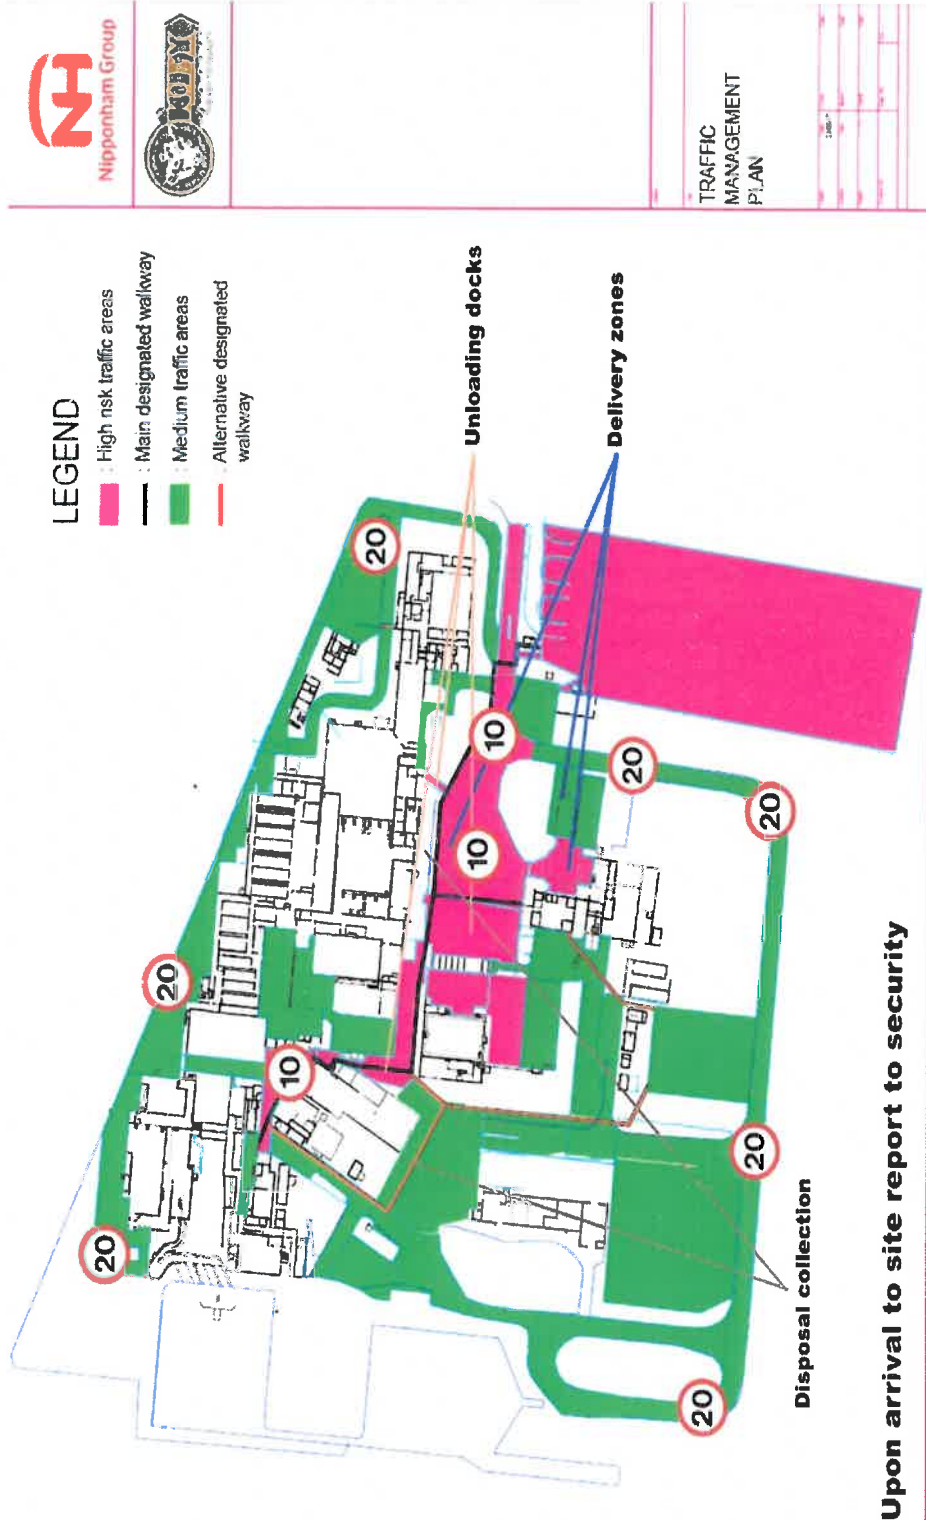 NH
Nipponham Group
LEGEND
: High risk traffic areas
: Main designated walkway
: Medium traffic areas
: Alternative designated
walkway
Unloading docks
Delivery zones
TRAFFIC
MANAGEMENT
PLAN
20
20
20
10
10
10
20
20
20
20
Disposal collection
Upon arrival to site report to security